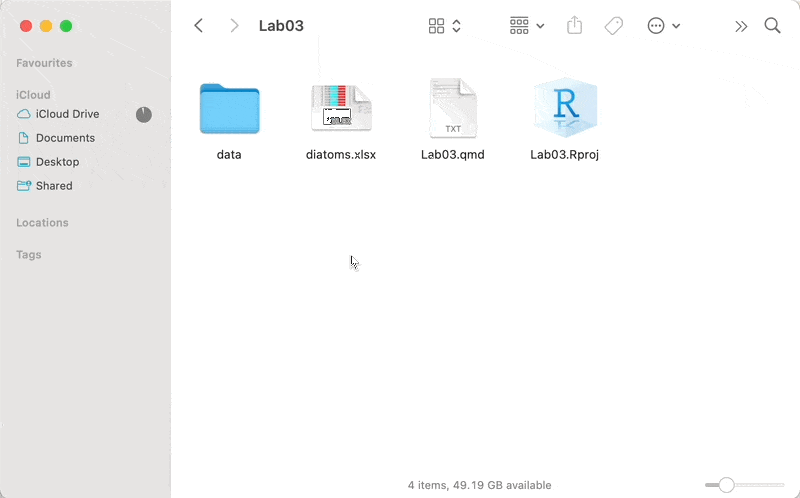 Lab03
Favourites
iCloud
iCloud Drive
Documents
Desktop
Shared
Locations
Tags
TXT
R
data
diatoms.xlsx
Lab03.qmd
Lab03.Rproj
4 items, 49.19 GB available